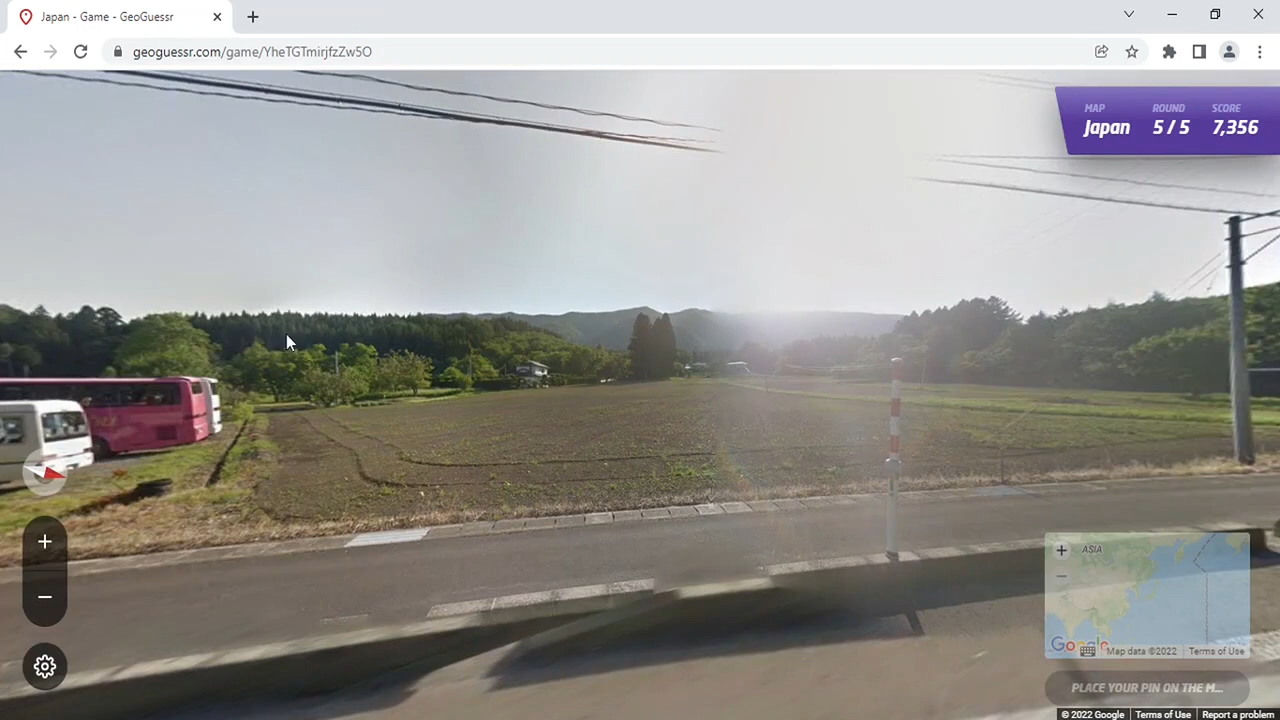 Japan - Game - GeoGuessr
geoguessr.com/game/YheTGTmirjfzZw5O
MAP
Japan
ROUND
5 / 5
SCORE
7,356
ASIA
Google
Map data ©2022
Terms of Use
PLACE YOUR PIN ON THE M...
© 2022 Google
Terms of Use
Report a problem